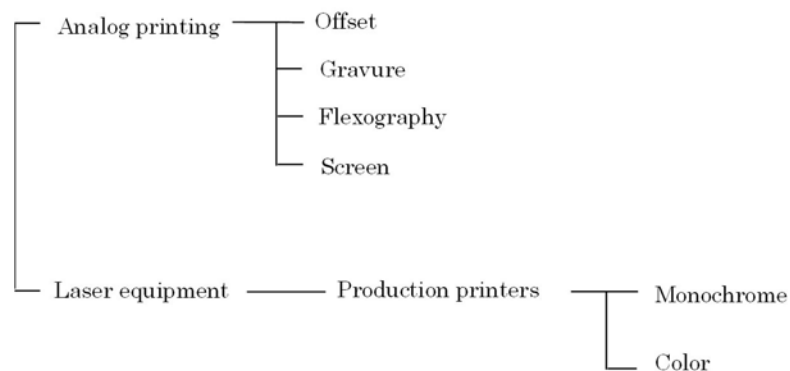 Analog printing
Offset
Gravure
Flexography
Screen
Laser equipment
Production printers
Monochrome
Color